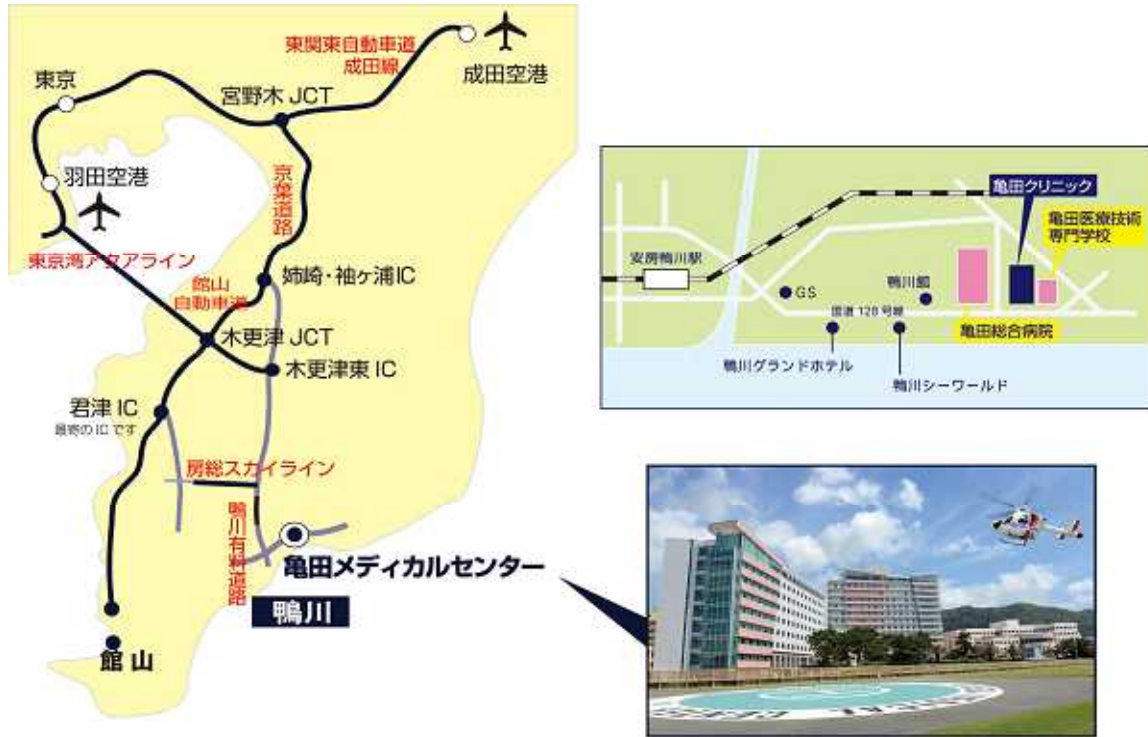 東関東自動車道
成田線
成田空港
東京
宮野木 JCT
羽田空港
京葉道路
東京湾アクアライン
館山
自動車道
姉崎・袖ヶ浦IC
木更津 JCT
木更津東 IC
君津 IC
最寄の IC です
房総スカイライン
鴨川有料道路
亀田メディカルセンター
鴨川
館 山
亀田クリニック
亀田医療技術
専門学校
安房鴨川駅
GS
鴨川館
国道 128 号線
亀田総合病院
鴨川グランドホテル
鴨川シーワールド